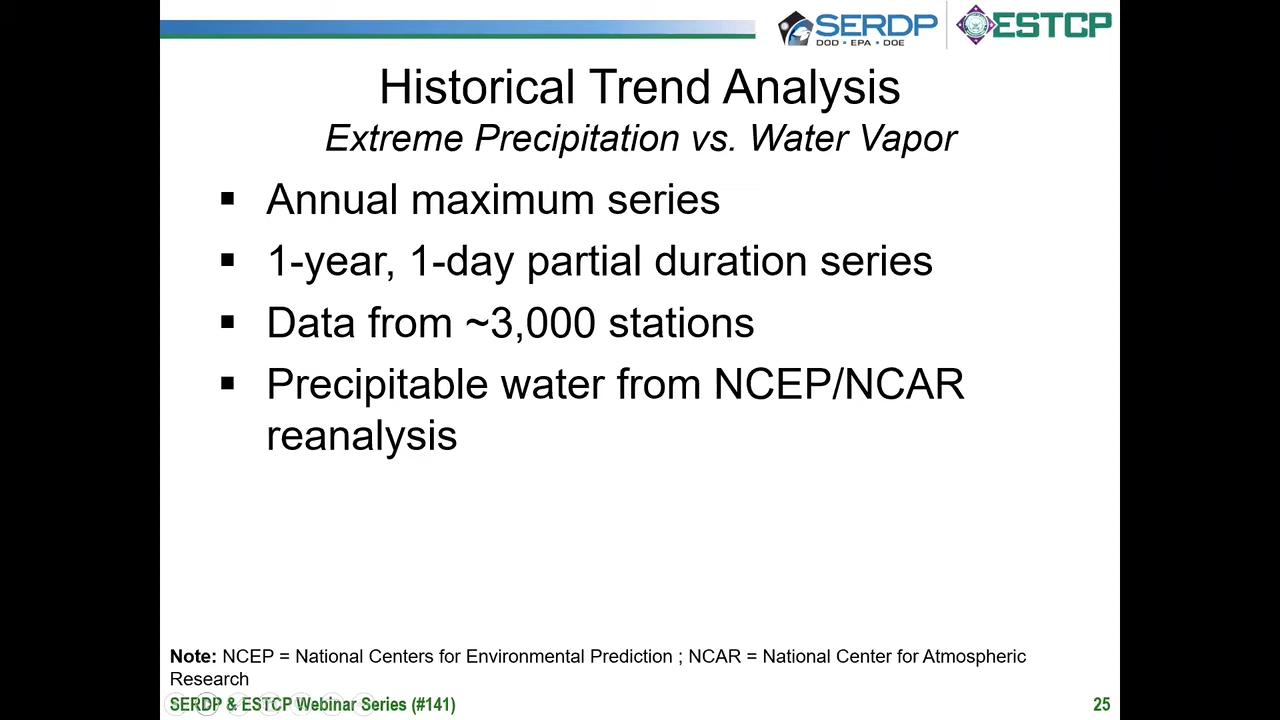 SERDP
DOD • EPA • DOE
ESTCP
Historical Trend Analysis
Extreme Precipitation vs. Water Vapor
▪ Annual maximum series
▪ 1-year, 1-day partial duration series
▪ Data from ~3,000 stations
▪ Precipitable water from NCEP/NCAR
reanalysis
Note: NCEP = National Centers for Environmental Prediction ; NCAR = National Center for Atmospheric
Research
SERDP & ESTCP Webinar Series (#141)
25